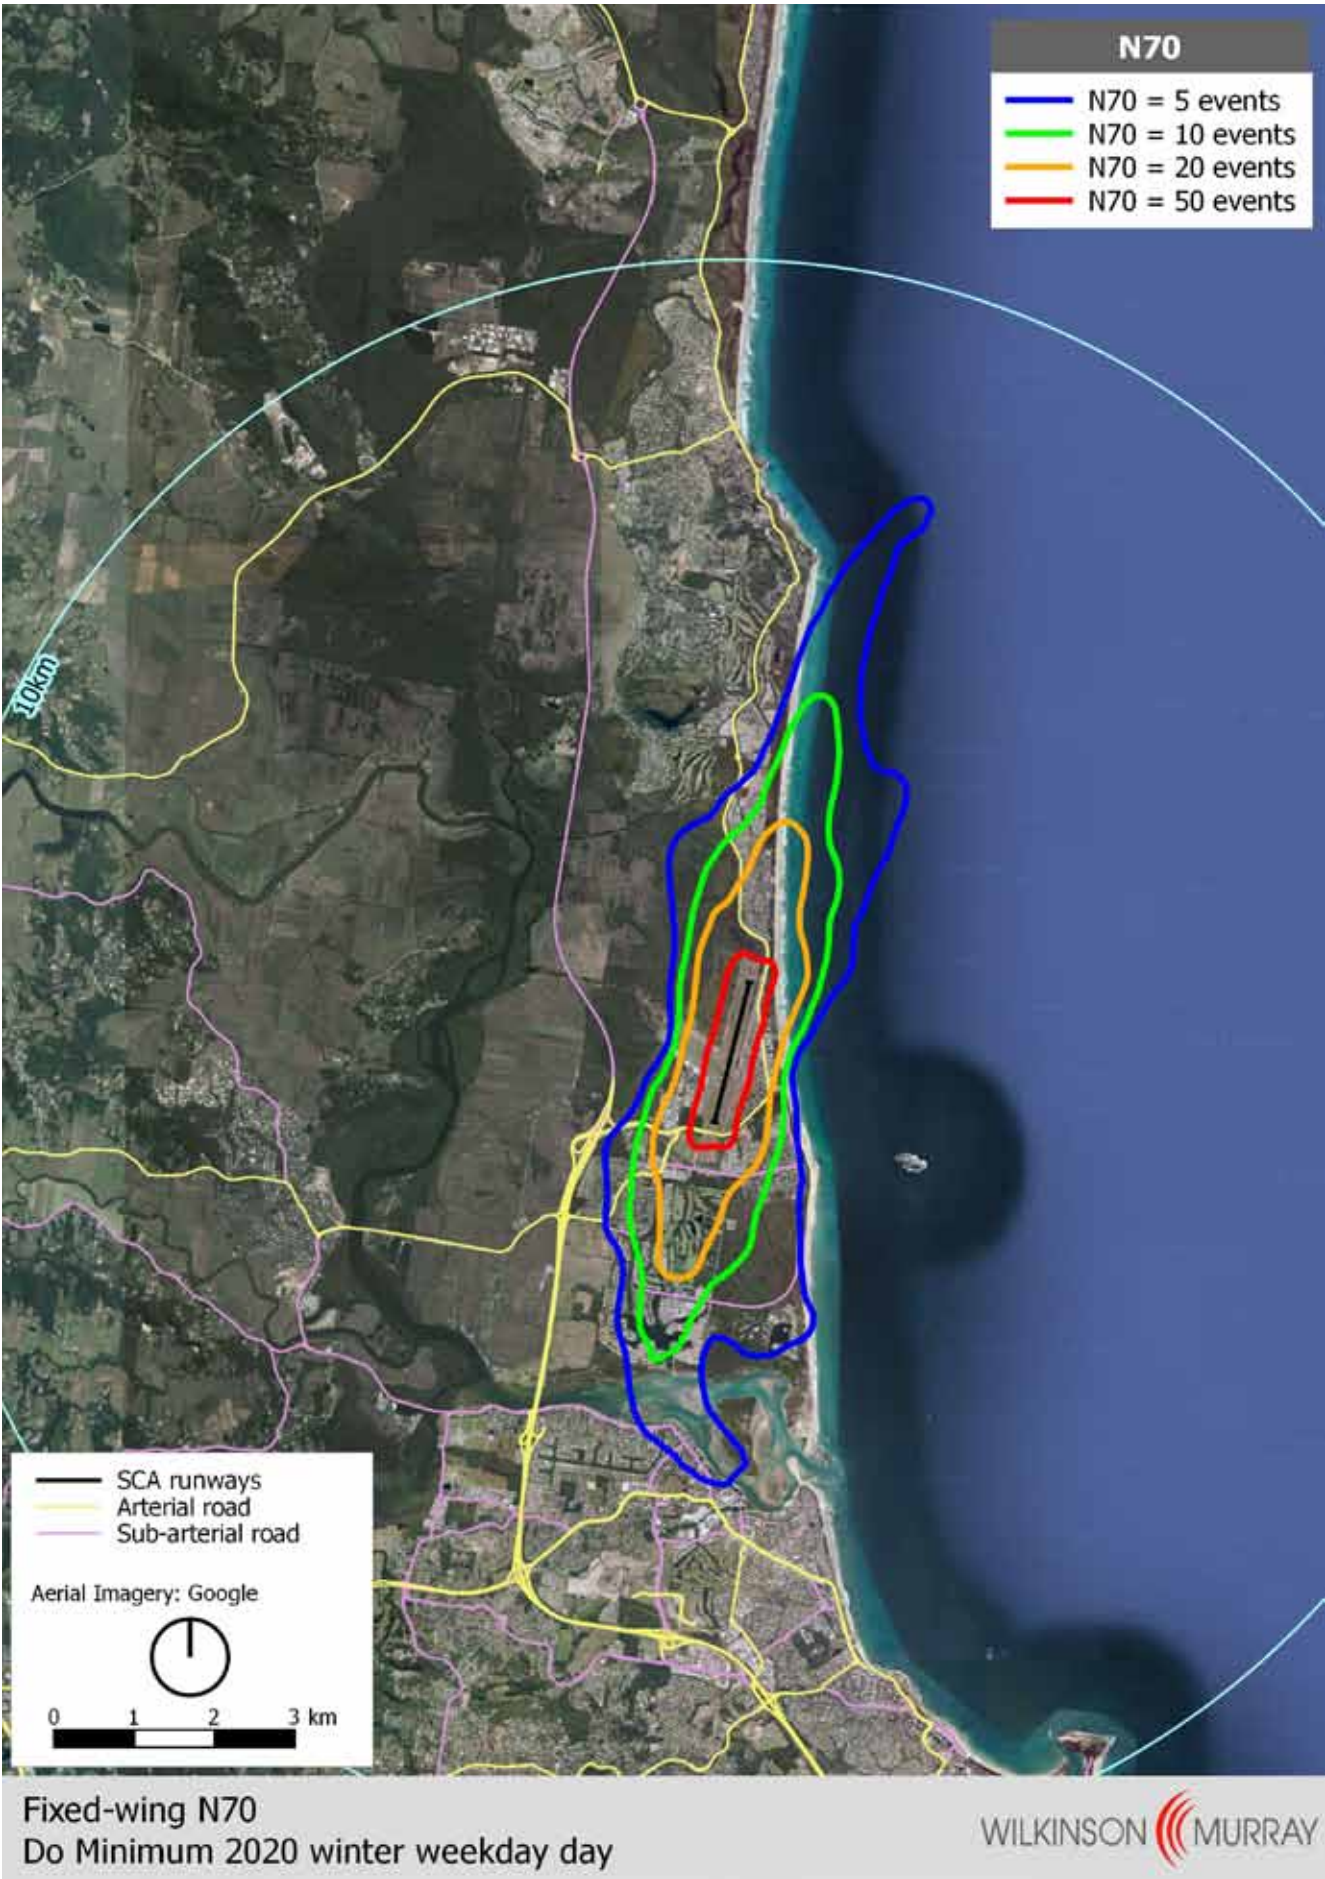 N70
N70 = 5 events
N70 = 10 events
N70 = 20 events
N70 = 50 events
10km
SCA runways
Arterial road
Sub-arterial road
Aerial Imagery: Google
0 1 2 3 km
Fixed-wing N70
Do Minimum 2020 winter weekday day
WILKINSON MURRAY